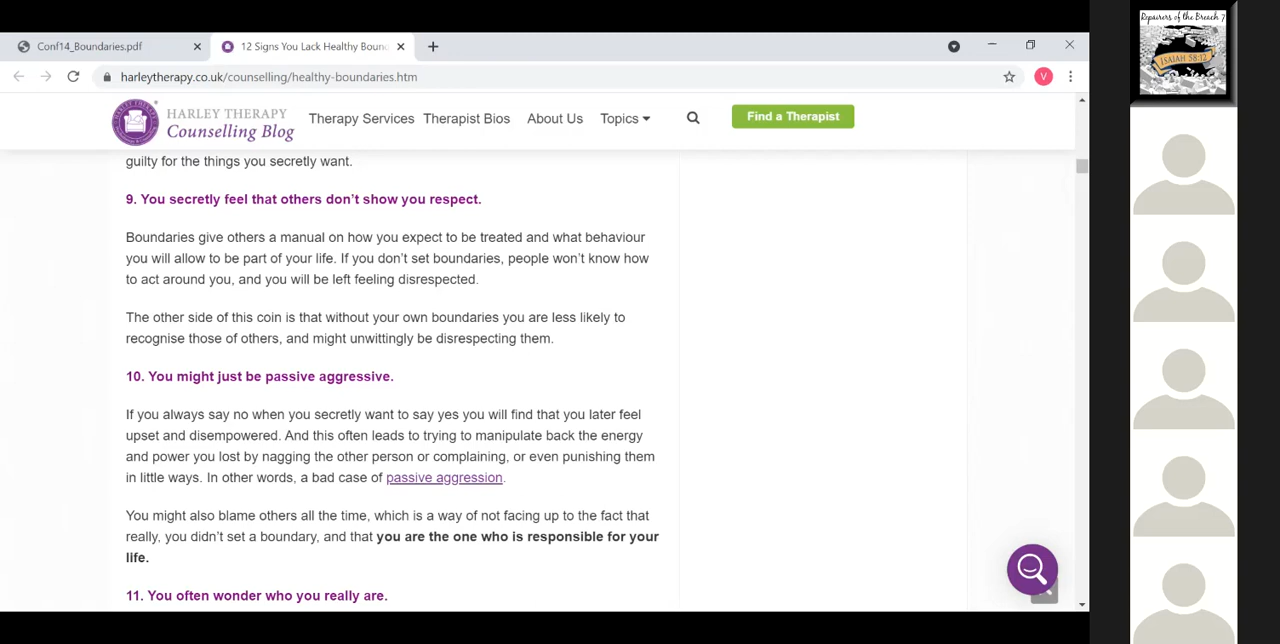 Conf14_Boundaries.pdf
12 Signs You Lack Healthy Boun
harleytherapy.co.uk/counselling/healthy-boundaries.htm
V
HARLEY THERAPY
Counselling Blog
Therapy Services
Therapist Bios
About Us
Topics
Find a Therapist
guilty for the things you secretly want.
9. You secretly feel that others don’t show you respect.
Boundaries give others a manual on how you expect to be treated and what behaviour
you will allow to be part of your life. If you don’t set boundaries, people won’t know how
to act around you, and you will be left feeling disrespected.
The other side of this coin is that without your own boundaries you are less likely to
recognise those of others, and might unwittingly be disrespecting them.
10. You might just be passive aggressive.
If you always say no when you secretly want to say yes you will find that you later feel
upset and disempowered. And this often leads to trying to manipulate back the energy
and power you lost by nagging the other person or complaining, or even punishing them
in little ways. In other words, a bad case of passive aggression.
You might also blame others all the time, which is a way of not facing up to the fact that
really, you didn’t set a boundary, and that you are the one who is responsible for your
life.
11. You often wonder who you really are.
Repairers of the Breach 7
ISAIAH 58:12